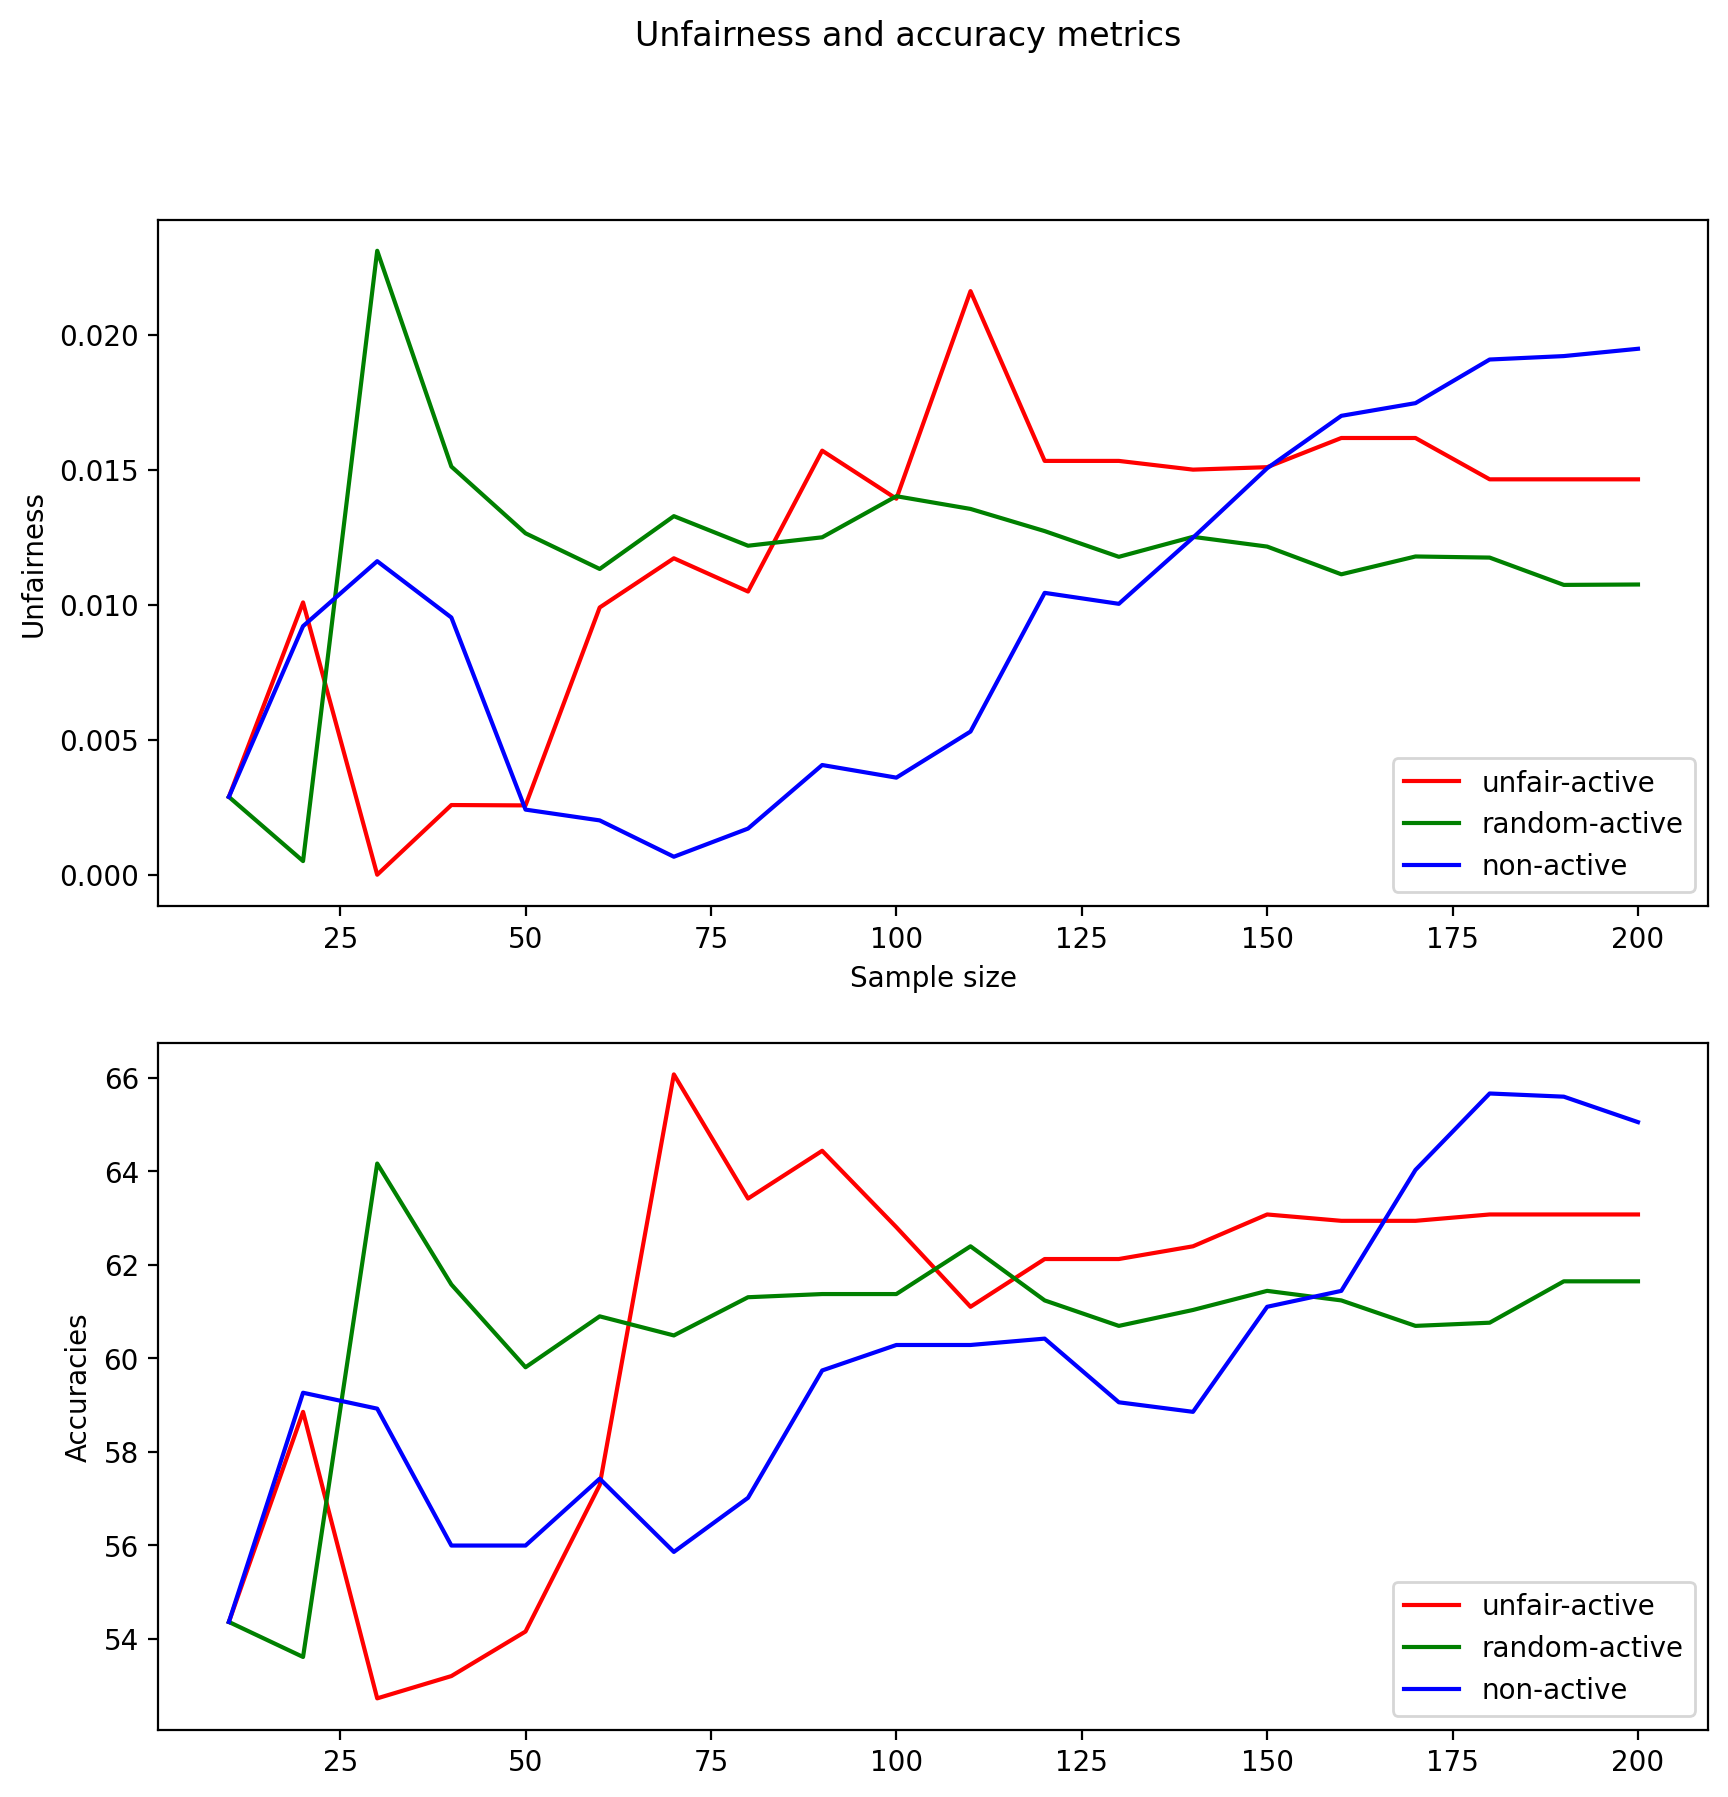 Unfairness and accuracy metrics
Unfairness
0.020
0.015
0.010
0.005
0.000
unfair-active
random-active
non-active
25 50 75 100 125 150 175 200
Sample size
Accuracies
66
64
62
60
58
56
54
unfair-active
random-active
non-active
25 50 75 100 125 150 175 200